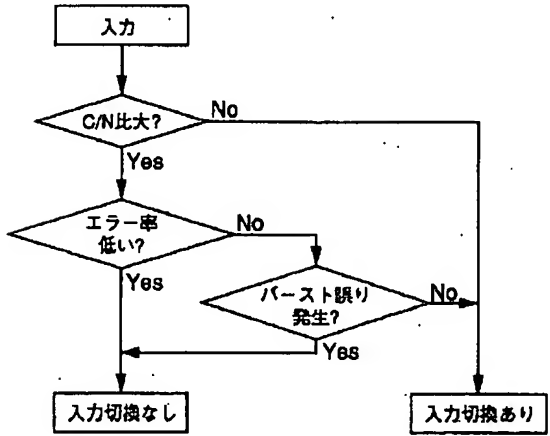 入力
C/N比大?
No
Yes
エラー率
低い?
No
Yes
バースト誤り
発生?
No
Yes
入力切換なし
入力切換あり